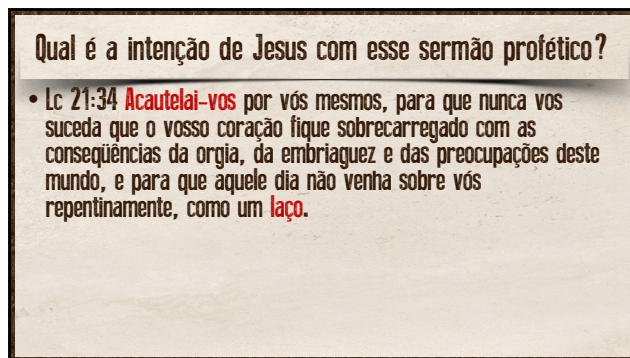 Qual é a intenção de Jesus com esse sermão profético?
• Lc 21:34 Acautelai-vos por vós mesmos, para que nunca vos
suceda que o vosso coração fique sobrecarregado com as
conseqüências da orgia, da embriaguez e das preocupações deste
mundo, e para que aquele dia não venha sobre vós
repentinamente, como um laço.